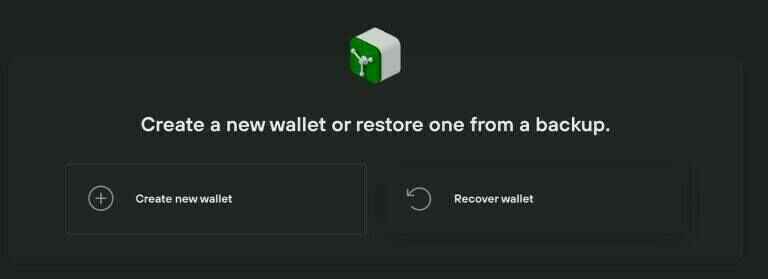 Create a new wallet or restore one from a backup.
Create new wallet
Recover wallet